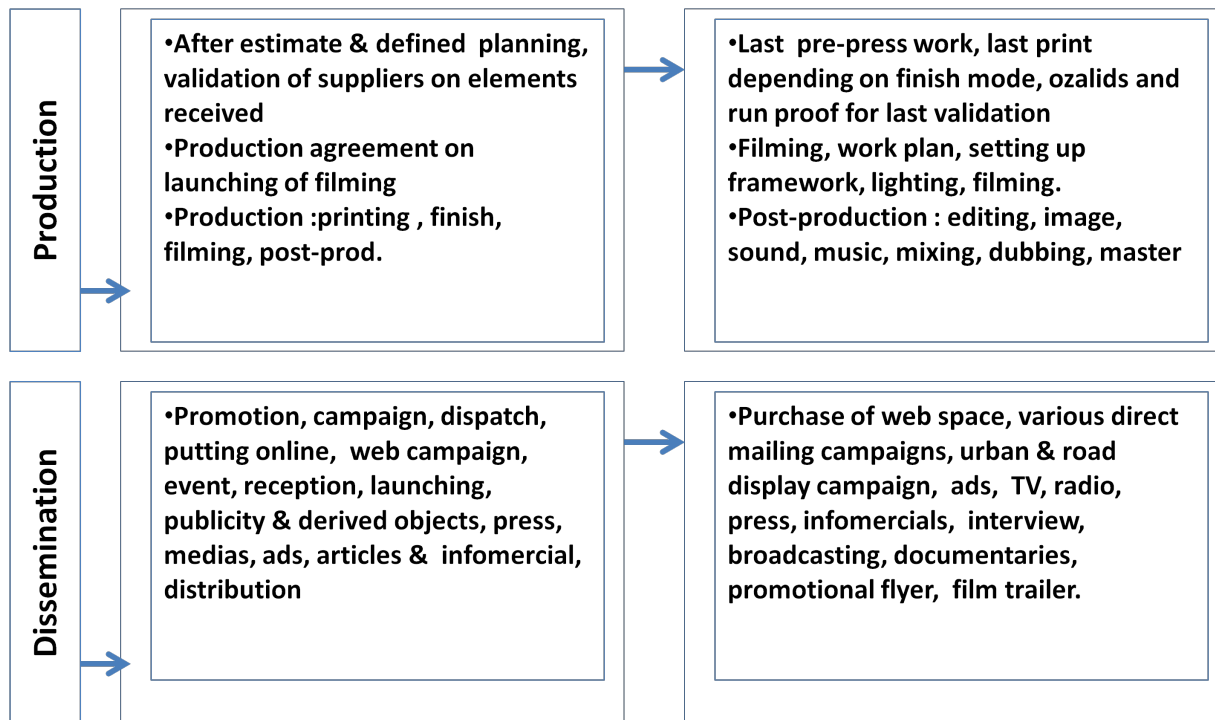 Production
•After estimate & defined planning,
validation of suppliers on elements
received
•Production agreement on
launching of filming
•Production :printing , finish,
filming, post-prod.
•Last pre-press work, last print
depending on finish mode, ozalids and
run proof for last validation
•Filming, work plan, setting up
framework, lighting, filming.
•Post-production : editing, image,
sound, music, mixing, dubbing, master
Dissemination
•Promotion, campaign, dispatch,
putting online, web campaign,
event, reception, launching,
publicity & derived objects, press,
medias, ads, articles & infomercial,
distribution
•Purchase of web space, various direct
mailing campaigns, urban & road
display campaign, ads, TV, radio,
press, infomercials, interview,
broadcasting, documentaries,
promotional flyer, film trailer.